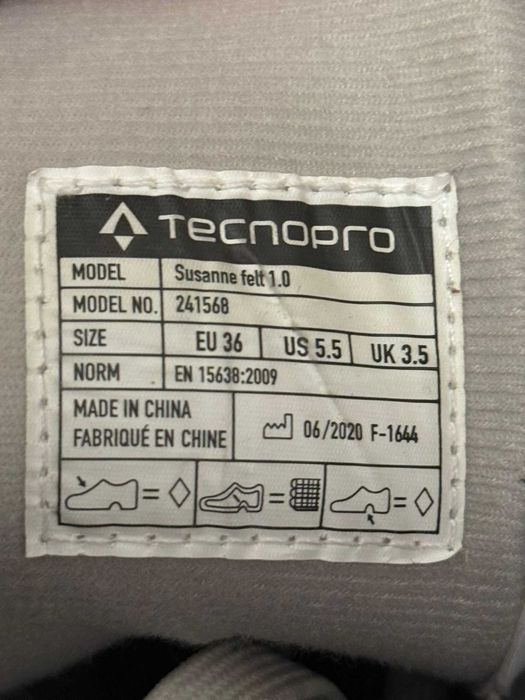 TECNOPRO
MODEL Susanne felt 1.0
MODEL NO. 241568
SIZE EU 36 US 5.5 UK 3.5
NORM EN 15638:2009
MADE IN CHINA
FABRIQUÉ EN CHINE
06/2020 F-1644
= = =